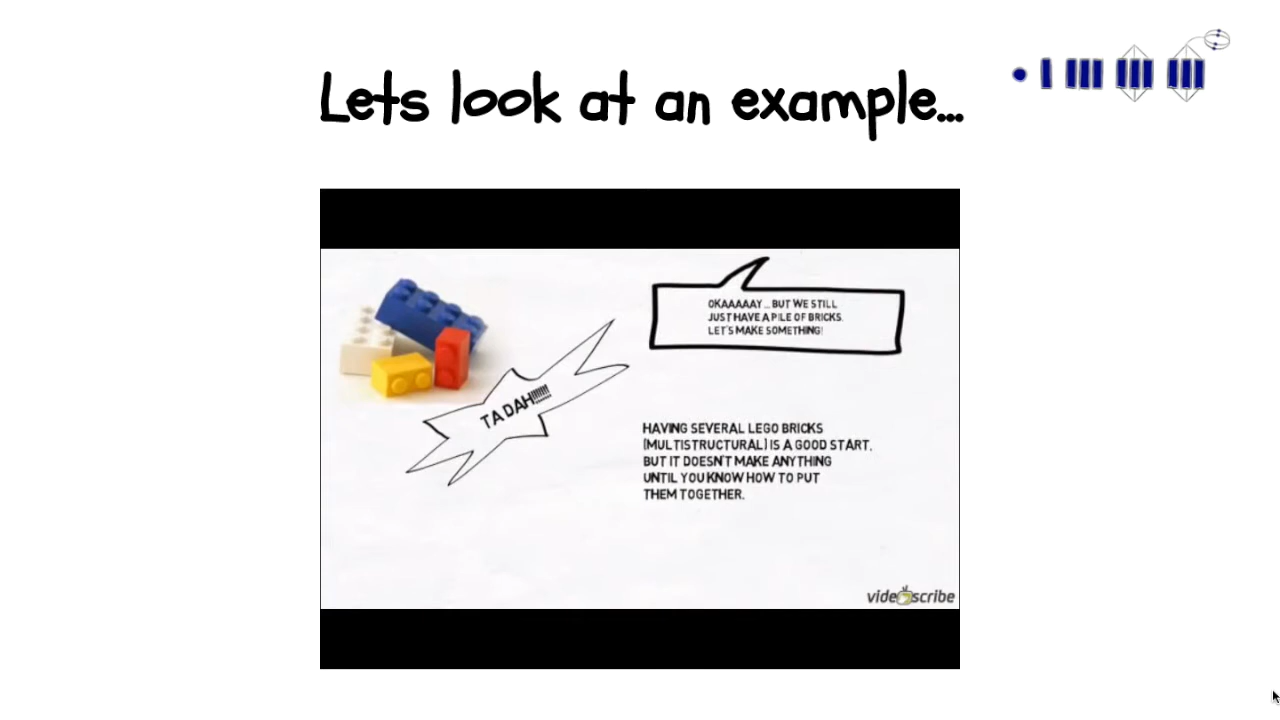 Lets look at an example...
OKAAAAAY... BUT WE STILL
JUST HAVE A PILE OF BRICKS.
LET'S MAKE SOMETHING!
TA DAH!!!!!!!
HAVING SEVERAL LEGO BRICKS
(MULTISTRUCTURAL) IS A GOOD START,
BUT IT DOESN'T MAKE ANYTHING
UNTIL YOU KNOW HOW TO PUT
THEM TOGETHER.
videoscribe